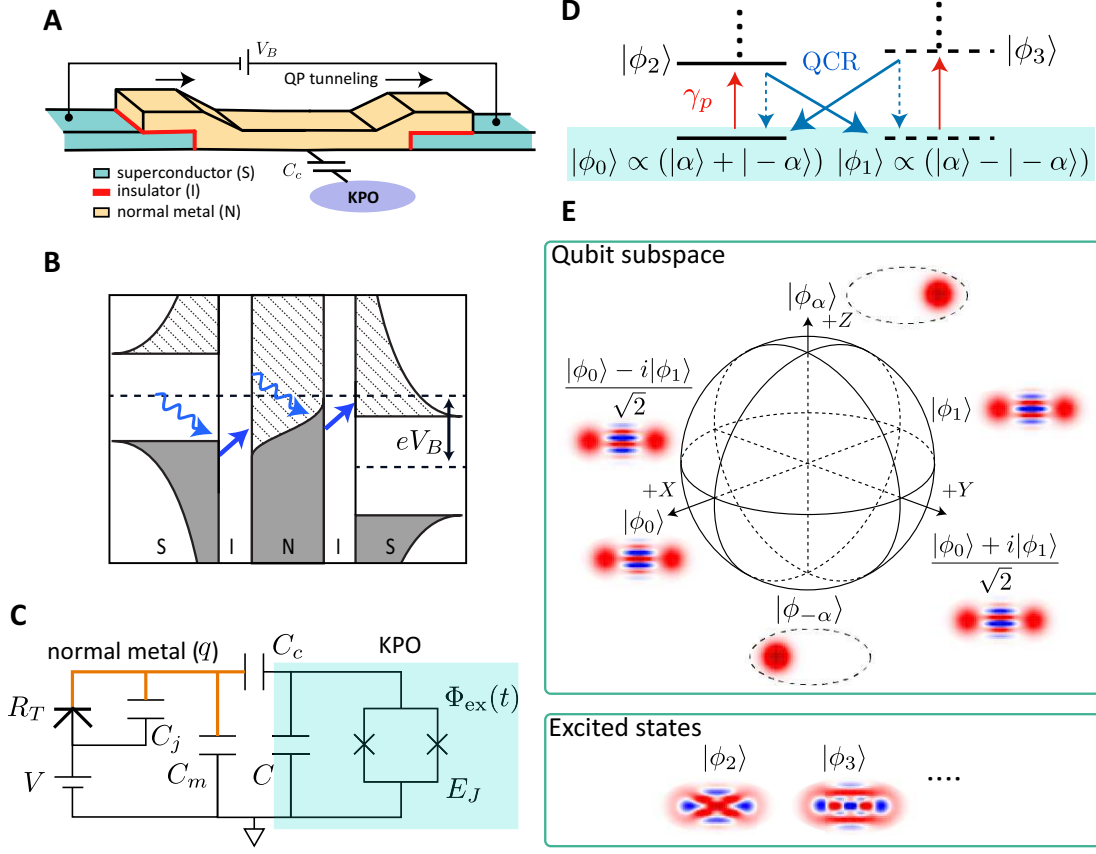 A
V_B
QP tunneling
C_c
KPO
superconductor (S)
insulator (I)
normal metal (N)
B
eV_B
S I N I S
C
normal metal (q)
C_c
KPO
R_T
C_j
Φ_ex(t)
V
C_m
C
E_J
D
|ϕ_2⟩
QCR
|ϕ_3⟩
γ_p
|ϕ_0⟩ ∝ (|α⟩ + | − α⟩) |ϕ_1⟩ ∝ (|α⟩ − | − α⟩)
E
Qubit subspace
|ϕ_α⟩
+Z
|ϕ_0⟩ − i|ϕ_1⟩
√2
|ϕ_1⟩
+X
+Y
|ϕ_0⟩
|ϕ_0⟩ + i|ϕ_1⟩
√2
|ϕ_{−α}⟩
Excited states
|ϕ_2⟩
|ϕ_3⟩
....